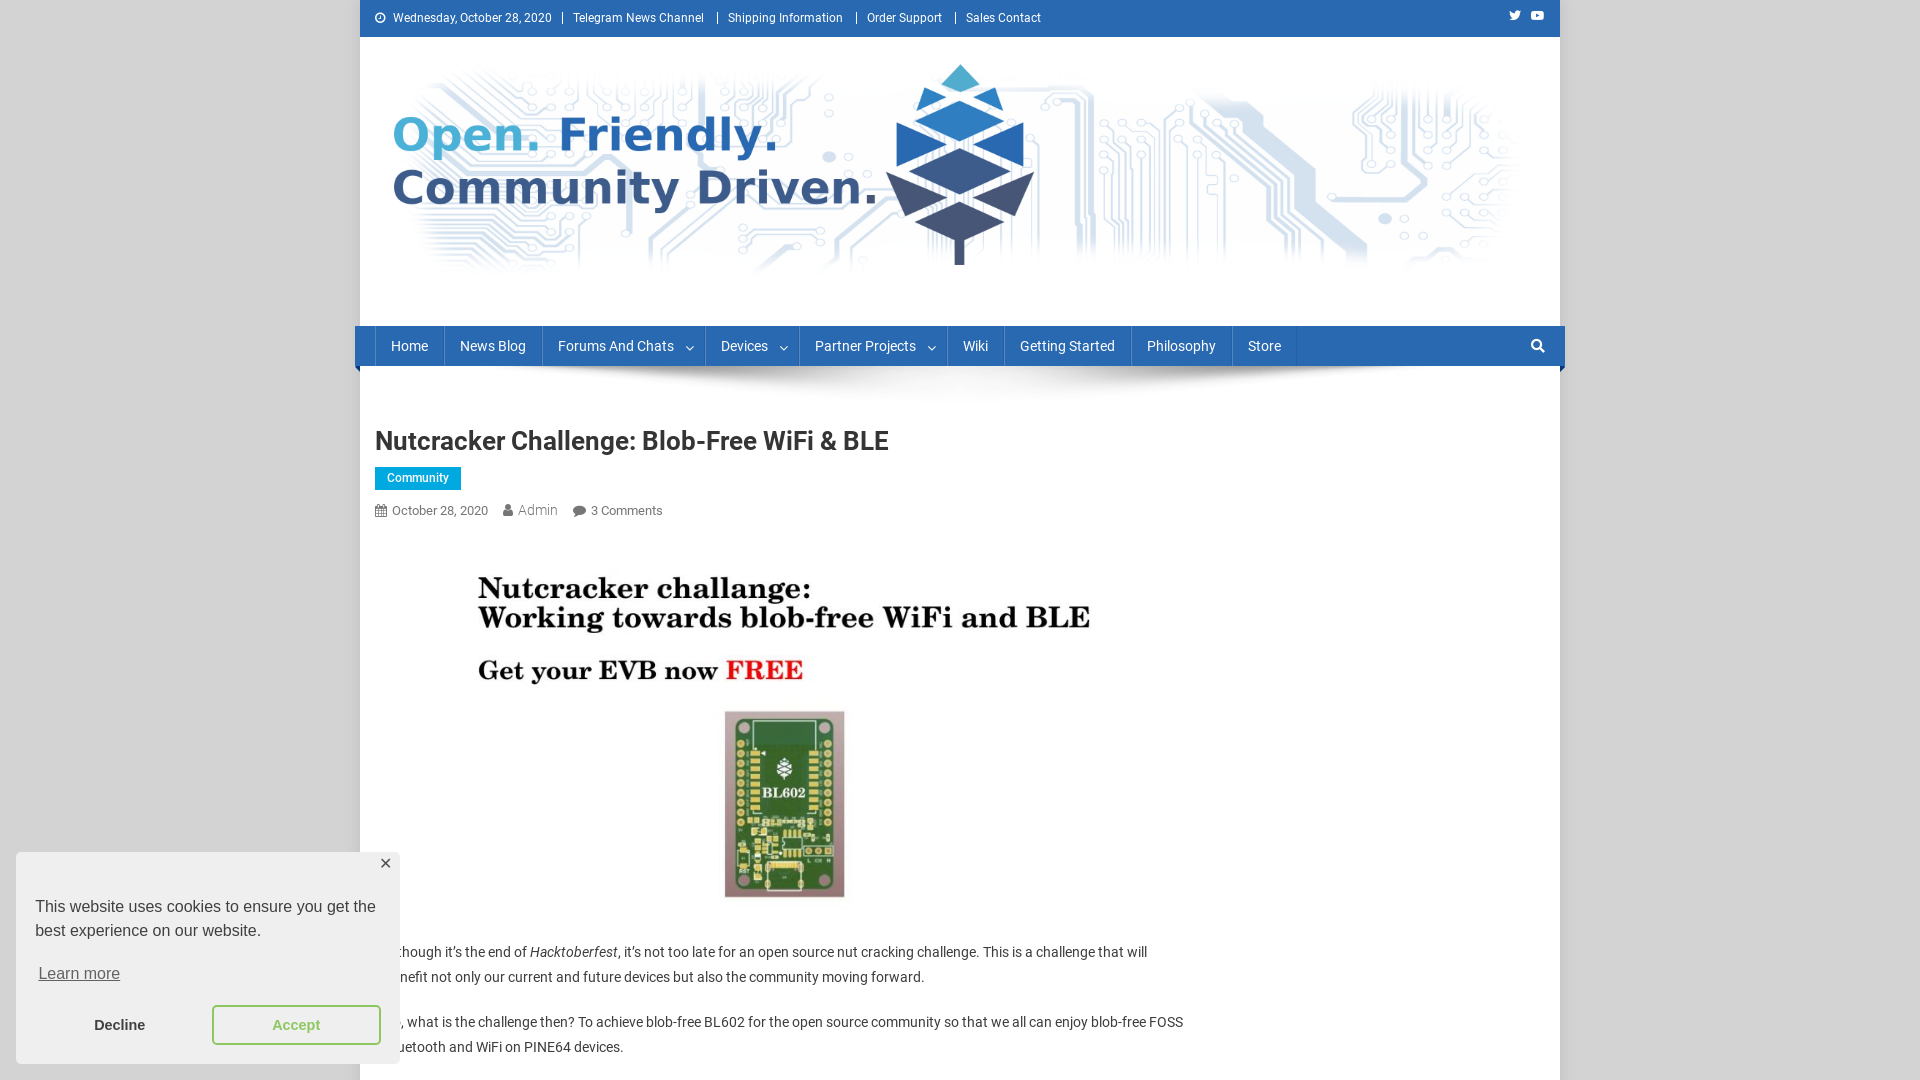 Wednesday, October 28, 2020 Telegram News Channel Shipping Information Order Support Sales Contact
Open. Friendly.
Community Driven.
Home News Blog Forums And Chats Devices Partner Projects Wiki Getting Started Philosophy Store
Nutcracker Challenge: Blob-Free WiFi & BLE
Community
October 28, 2020 Admin 3 Comments
Nutcracker challange:
Working towards blob-free WiFi and BLE
Get your EVB now FREE
BL602
L CH H
RST
though it’s the end of Hacktoberfest, it’s not too late for an open source nut cracking challenge. This is a challenge that will
nefit not only our current and future devices but also the community moving forward.
, what is the challenge then? To achieve blob-free BL602 for the open source community so that we all can enjoy blob-free FOSS
uetooth and WiFi on PINE64 devices.
✕
This website uses cookies to ensure you get the
best experience on our website.
Learn more
Decline Accept